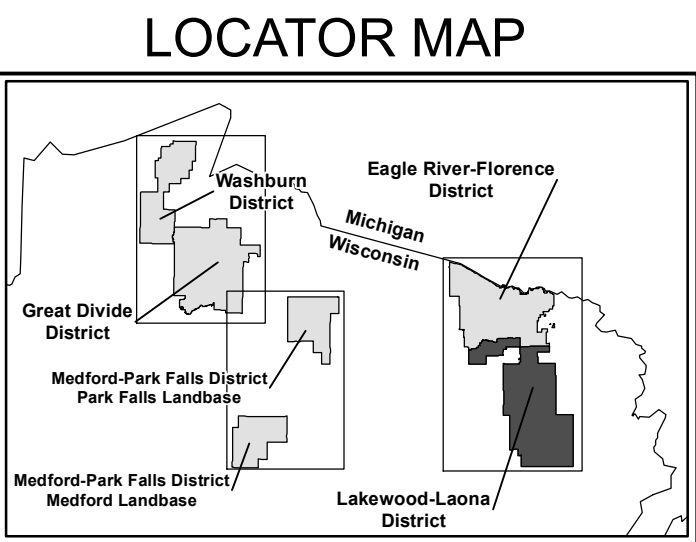 LOCATOR MAP
Washburn
District
Eagle River-Florence
District
Michigan
Wisconsin
Great Divide
District
Medford-Park Falls District
Park Falls Landbase
Medford-Park Falls District
Medford Landbase
Lakewood-Laona
District